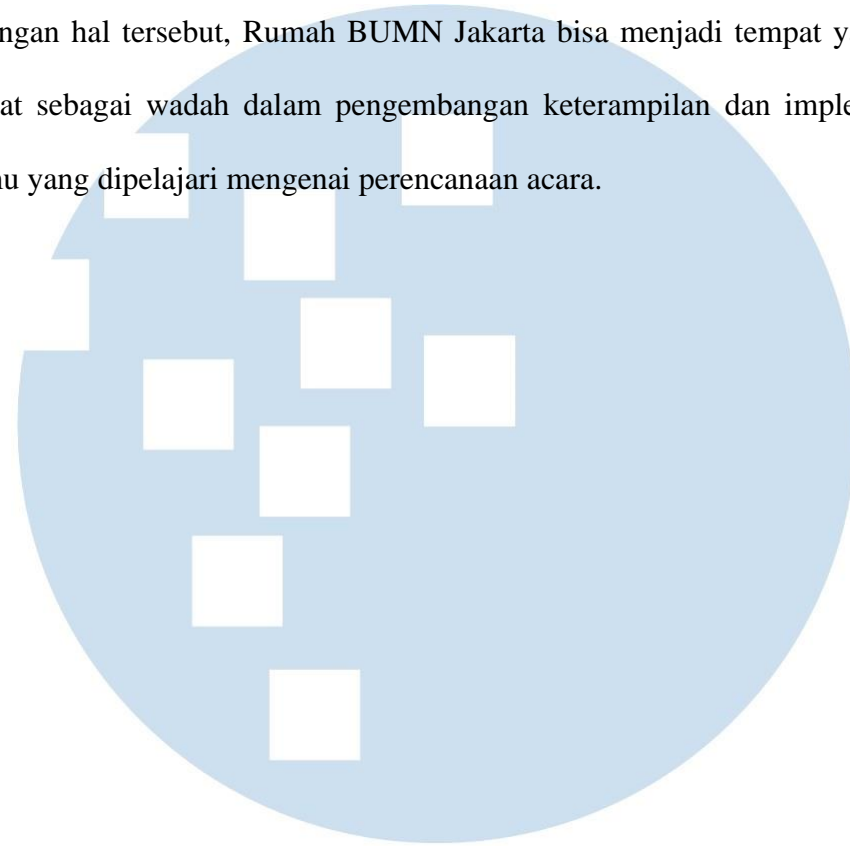 ngan hal tersebut, Rumah BUMN Jakarta bisa menjadi tempat y
at sebagai wadah dalam pengembangan keterampilan dan imple
u yang dipelajari mengenai perencanaan acara.